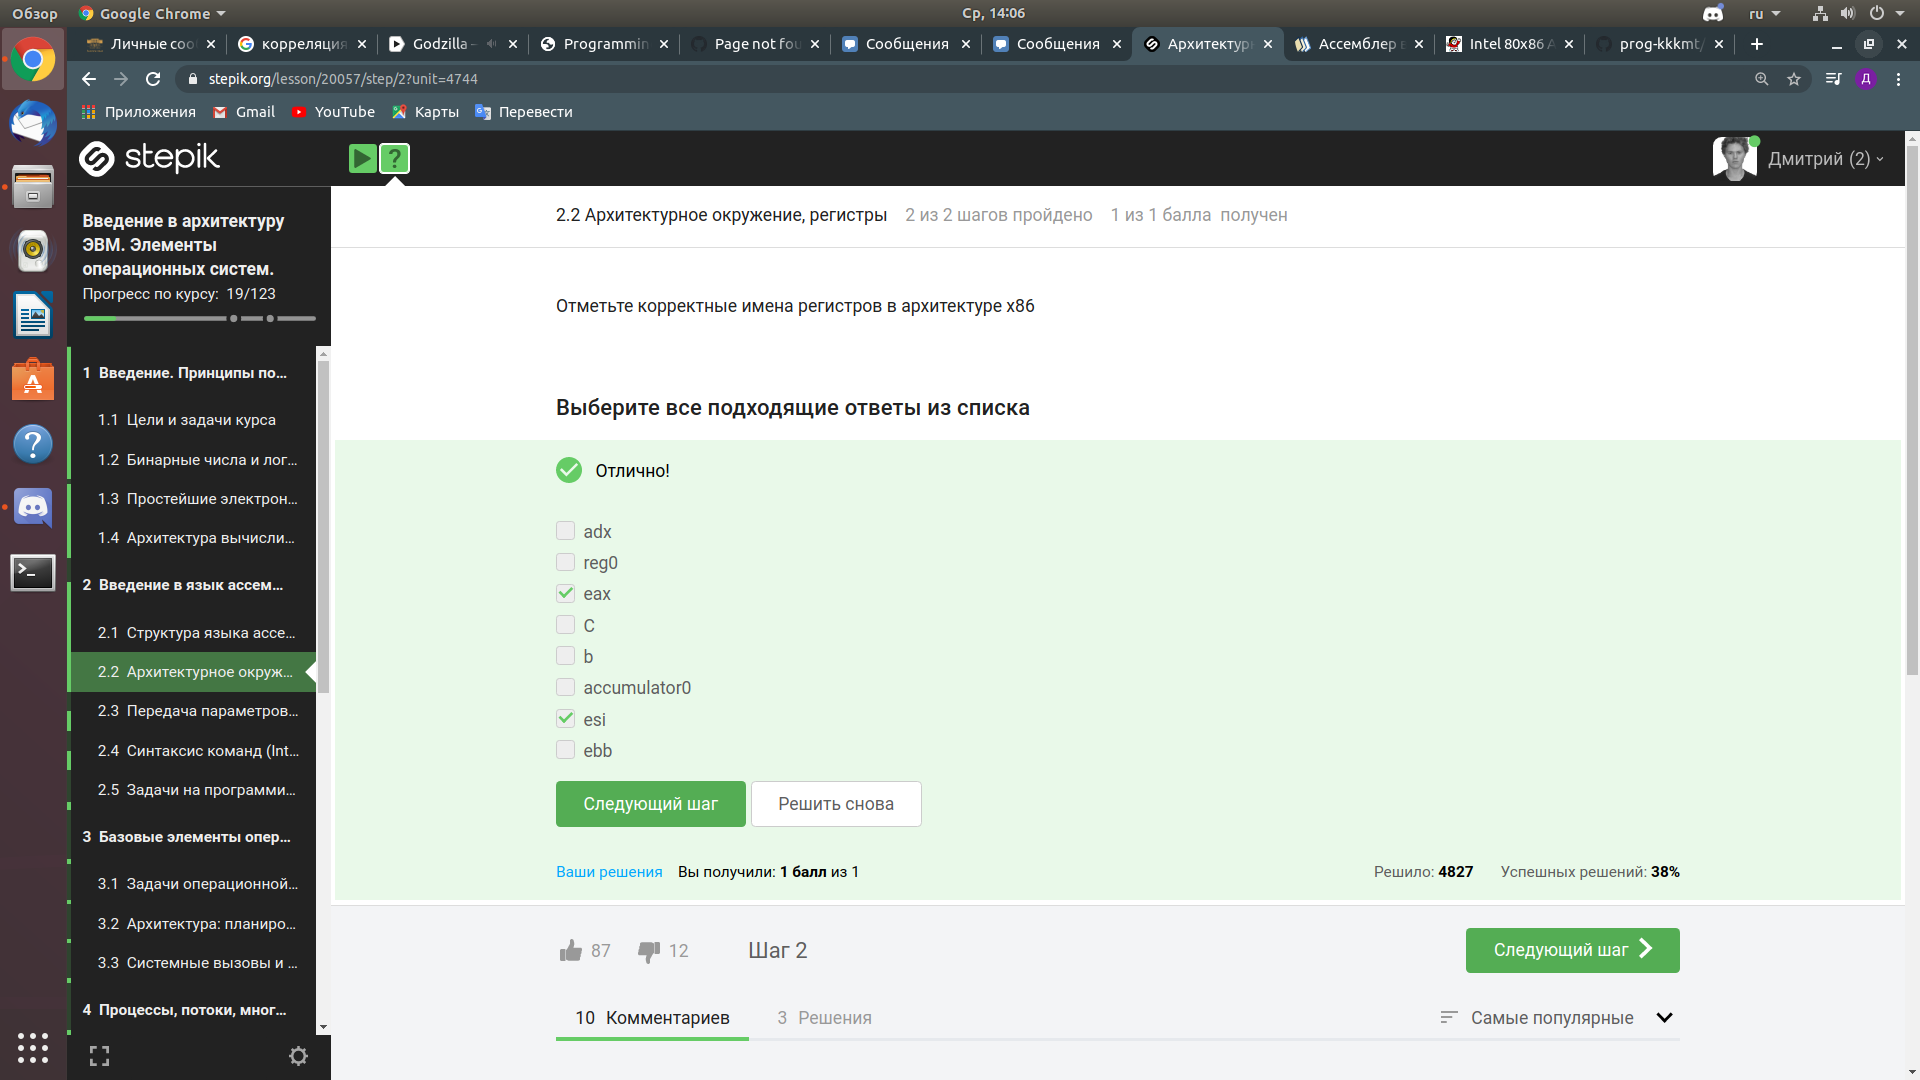 Обзор
Google Chrome
Ср, 14:06
ru
Личные соо
корреляция
Godzilla -
Programmin
Page not fou
Сообщения
Сообщения
Архитектурн
Ассемблер в
Intel 80x86 A
prog-kkkmt/
stepik.org/lesson/20057/step/2?unit=4744
Д
Приложения
Gmail
YouTube
Карты
Перевести
stepik
?
Дмитрий (2)
Введение в архитектуру
ЭВМ. Элементы
операционных систем.
Прогресс по курсу: 19/123
1 Введение. Принципы по...
1.1 Цели и задачи курса
1.2 Бинарные числа и лог...
1.3 Простейшие электрон...
1.4 Архитектура вычисли...
2 Введение в язык ассем...
2.1 Структура языка ассе...
2.2 Архитектурное окруж...
2.3 Передача параметров...
2.4 Синтаксис команд (Int...
2.5 Задачи на программи...
3 Базовые элементы опер...
3.1 Задачи операционной...
3.2 Архитектура: планиро...
3.3 Системные вызовы и ...
4 Процессы, потоки, мног...
2.2 Архитектурное окружение, регистры 2 из 2 шагов пройдено 1 из 1 балла получен
Отметьте корректные имена регистров в архитектуре x86
Выберите все подходящие ответы из списка
Отлично!
adx
reg0
eax
C
b
accumulator0
esi
ebb
Следующий шаг
Решить снова
Ваши решения Вы получили: 1 балл из 1
Решило: 4827 Успешных решений: 38%
87
12
Шаг 2
Следующий шаг
10 Комментариев
3 Решения
Самые популярные